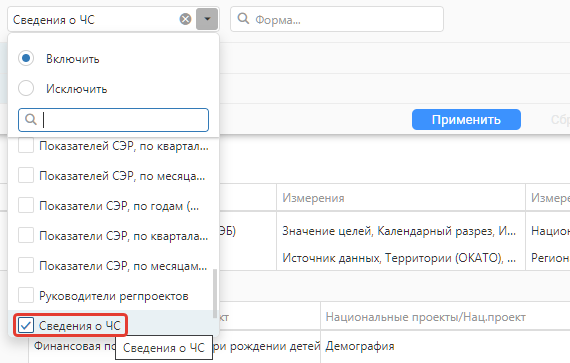 Сведения о ЧС
Форма...
Включить
Исключить
Применить
Сбр
Показателей СЭР, по квартал...
Показателей СЭР, по месяца...
Показатели СЭР, по годам (...
Показатели СЭР, по квартала...
Показатели СЭР, по месяцам...
Руководители регпроектов
Сведения о ЧС
Сведения о ЧС
Измерения
Измере
ЭБ)
Значение целей, Календарный разрез, И...
Нацио
Источник данных, Территории (ОКАТО), ...
Регион
кт
Национальные проекты/Нац.проект
Финансовая по
ри рождении детей
Демография